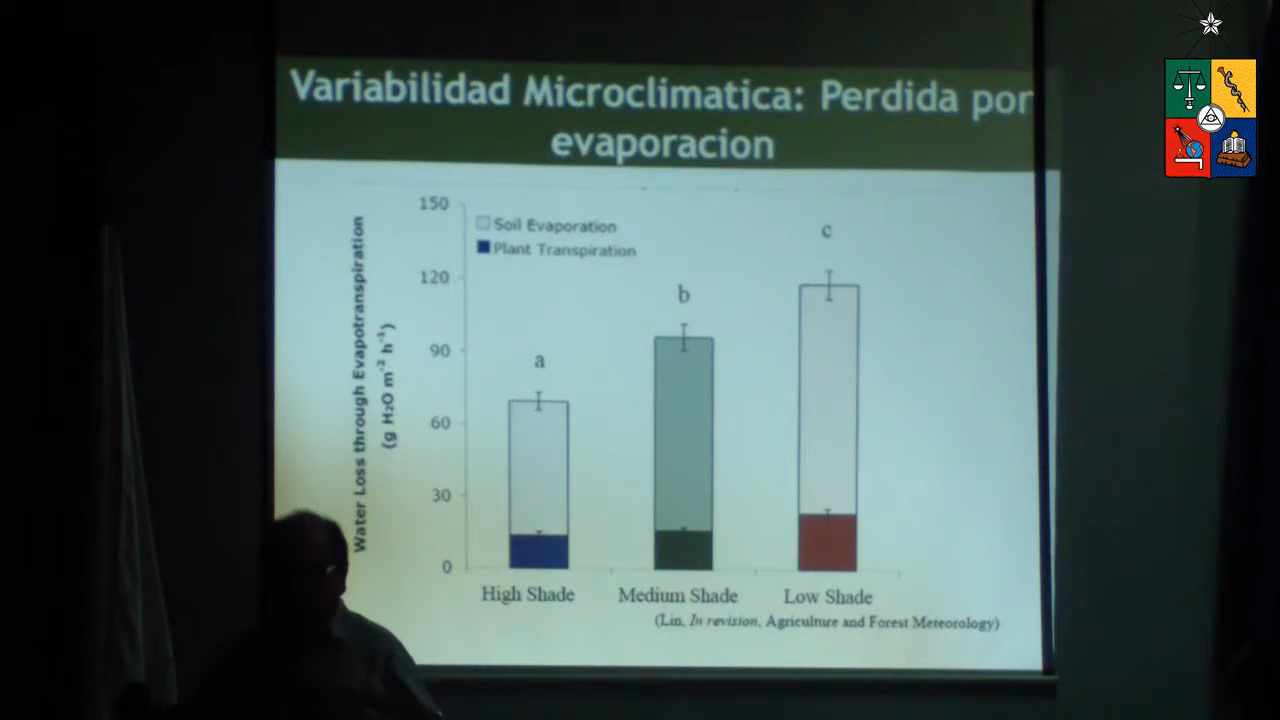 Variabilidad Microclimatica: Perdida por
evaporacion
Water Loss through Evapotranspiration
(g H₂O m⁻² h⁻¹)
150
120
90
60
30
0
Soil Evaporation
Plant Transpiration
a
b
c
High Shade
Medium Shade
Low Shade
(Lin, In revision, Agriculture and Forest Meteorology)